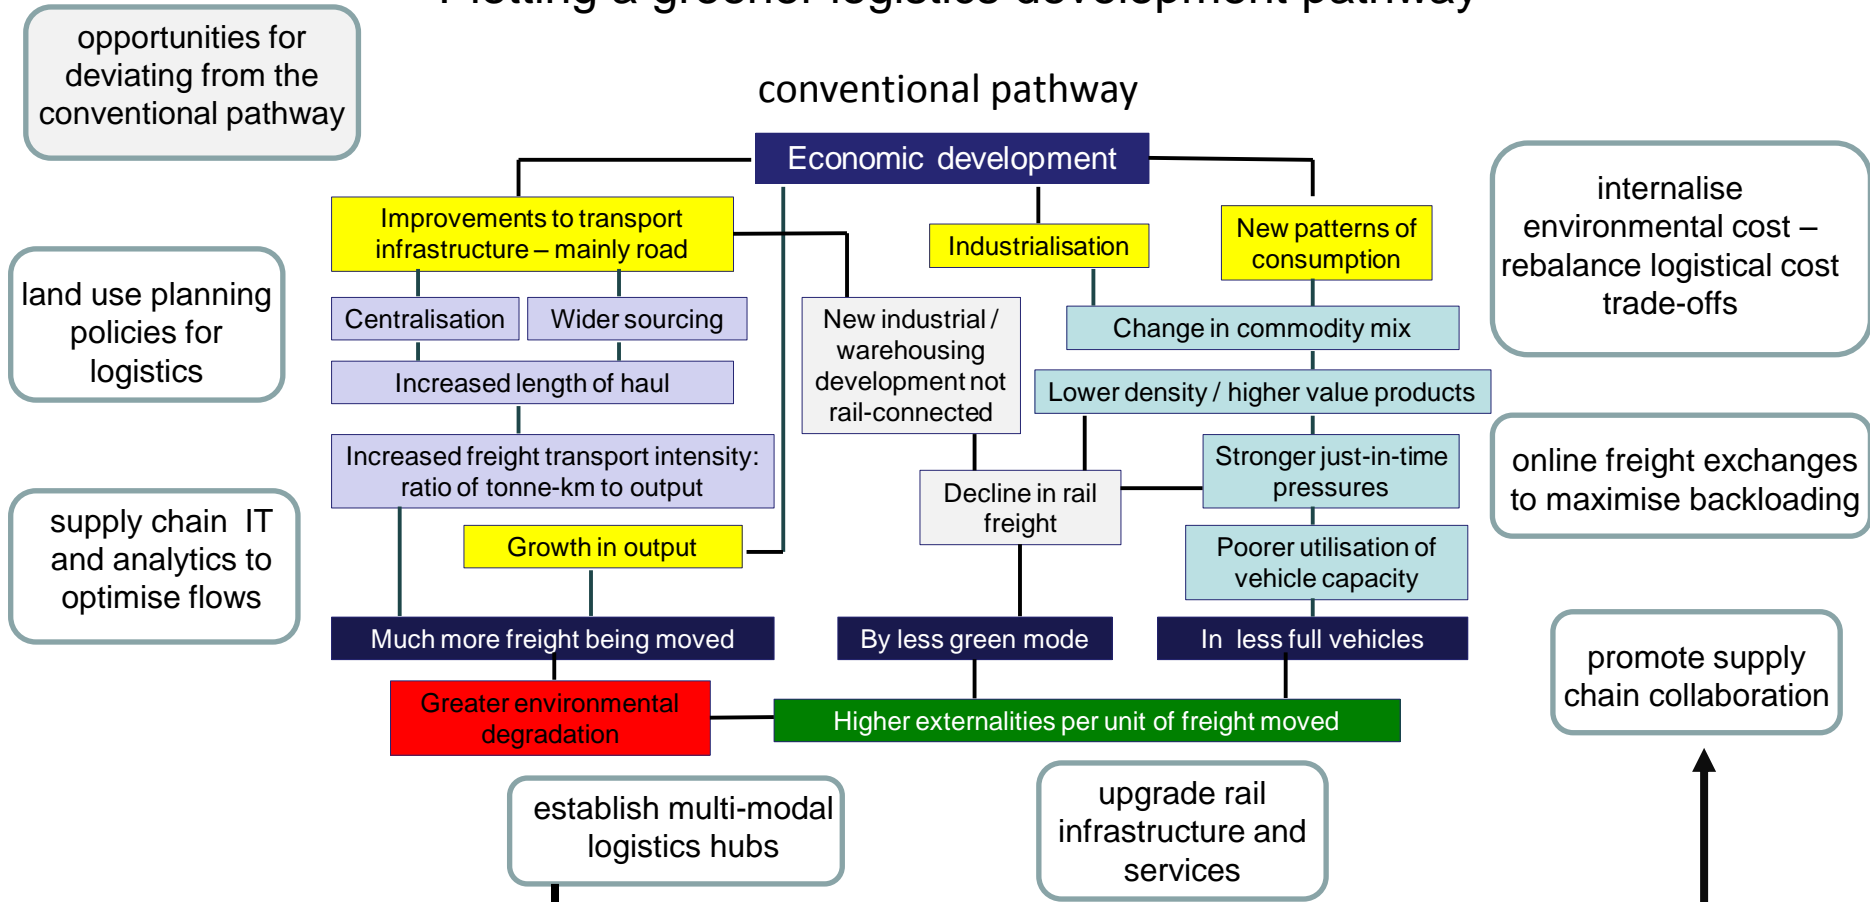 Plotting a greener logistics development pathway
opportunities for
deviating from the
conventional pathway
conventional pathway
Economic development
Improvements to transport
infrastructure – mainly road
Industrialisation
New patterns of
consumption
internalise
environmental cost –
rebalance logistical cost
trade-offs
land use planning
policies for
logistics
Centralisation
Wider sourcing
New industrial /
warehousing
development not
rail-connected
Change in commodity mix
Increased length of haul
Lower density / higher value products
Increased freight transport intensity:
ratio of tonne-km to output
Decline in rail
freight
Stronger just-in-time
pressures
online freight exchanges
to maximise backloading
supply chain IT
and analytics to
optimise flows
Growth in output
Poorer utilisation of
vehicle capacity
Much more freight being moved
By less green mode
In less full vehicles
promote supply
chain collaboration
Greater environmental
degradation
Higher externalities per unit of freight moved
establish multi-modal
logistics hubs
upgrade rail
infrastructure and
services